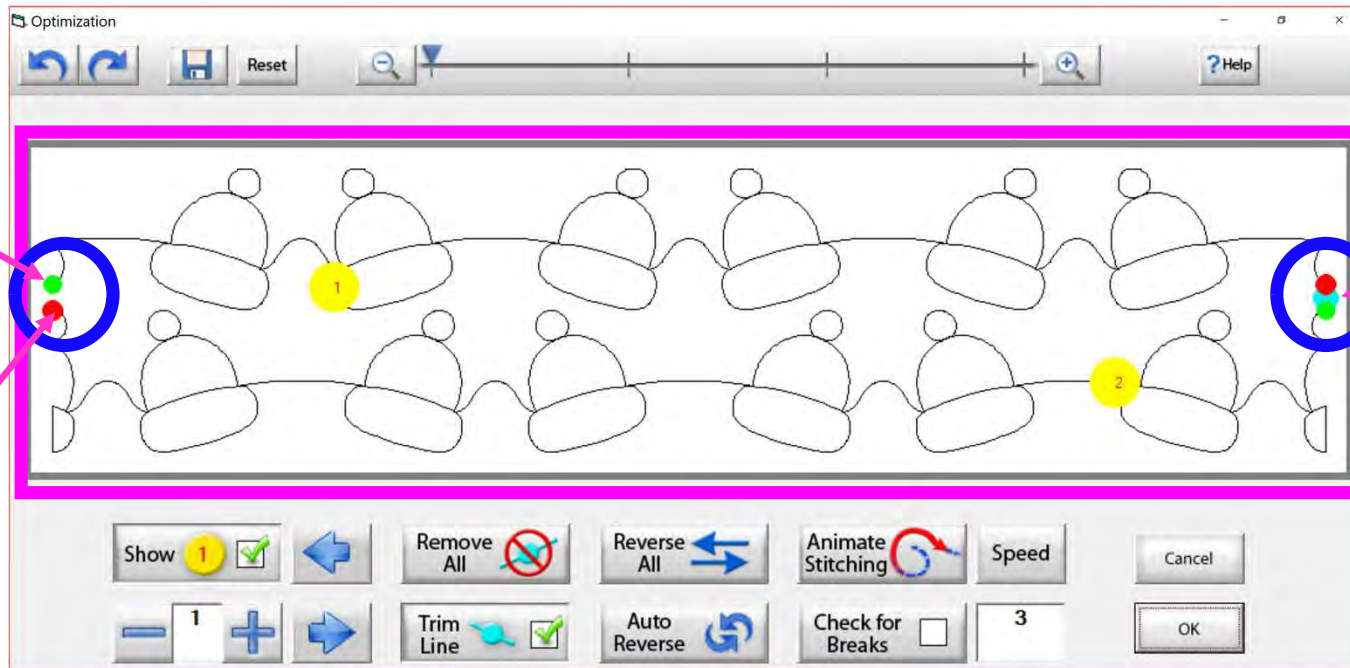 Optimization
Reset
? Help
1
2
Show 1
Remove All
Reverse All
Animate Stitching
Speed
Cancel
1
Trim Line
Auto Reverse
Check for Breaks
3
OK